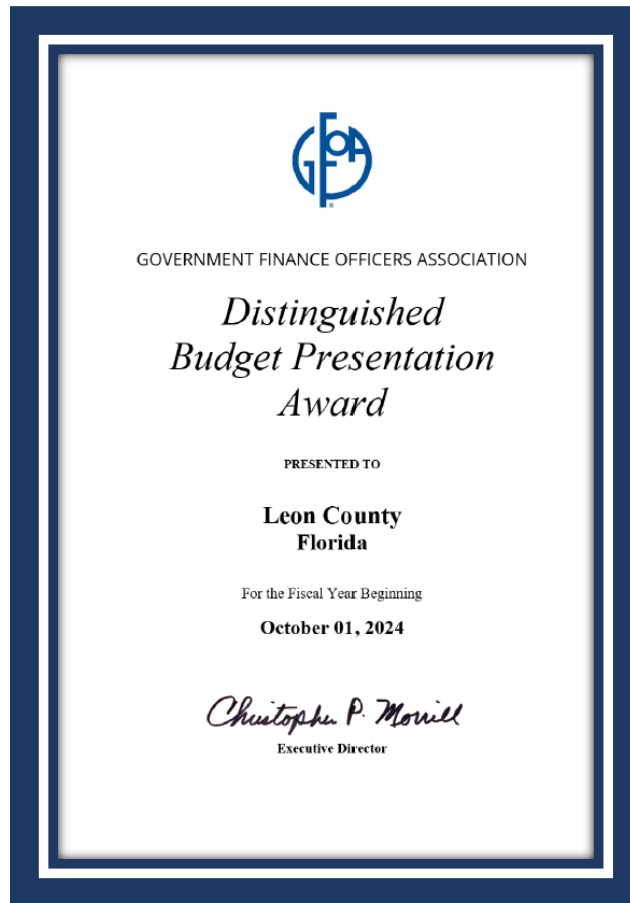 GFOA
GOVERNMENT FINANCE OFFICERS ASSOCIATION
Distinguished
Budget Presentation
Award
PRESENTED TO
Leon County
Florida
For the Fiscal Year Beginning
October 01, 2024
Christopher P. Morrill
Executive Director